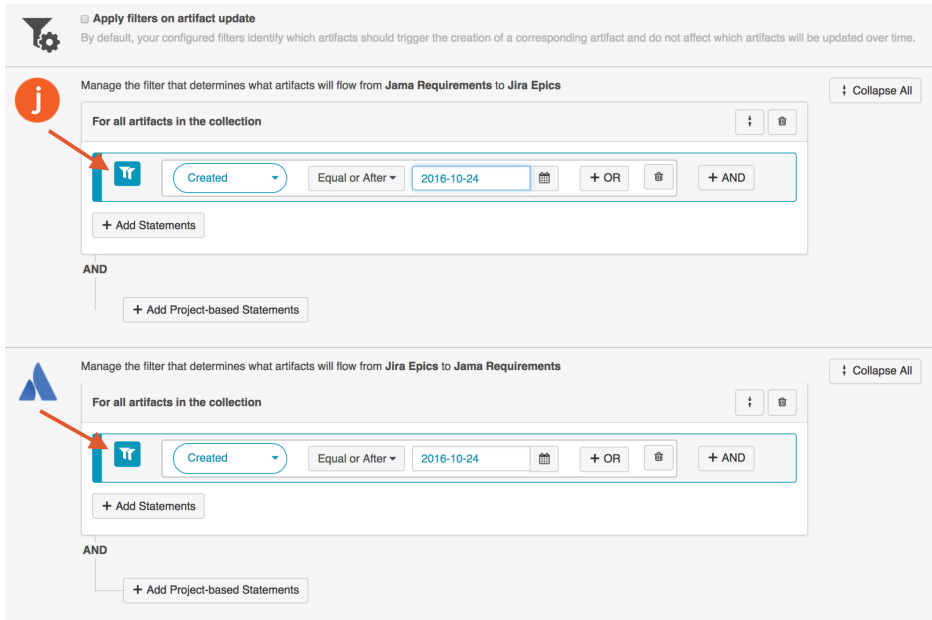 Apply filters on artifact update
By default, your configured filters identify which artifacts should trigger the creation of a corresponding artifact and do not affect which artifacts will be updated over time.
j
Manage the filter that determines what artifacts will flow from Jama Requirements to Jira Epics
Collapse All
For all artifacts in the collection
Created Equal or After 2016-10-24 + OR + AND
+ Add Statements
AND
+ Add Project-based Statements
Manage the filter that determines what artifacts will flow from Jira Epics to Jama Requirements
Collapse All
For all artifacts in the collection
Created Equal or After 2016-10-24 + OR + AND
+ Add Statements
AND
+ Add Project-based Statements